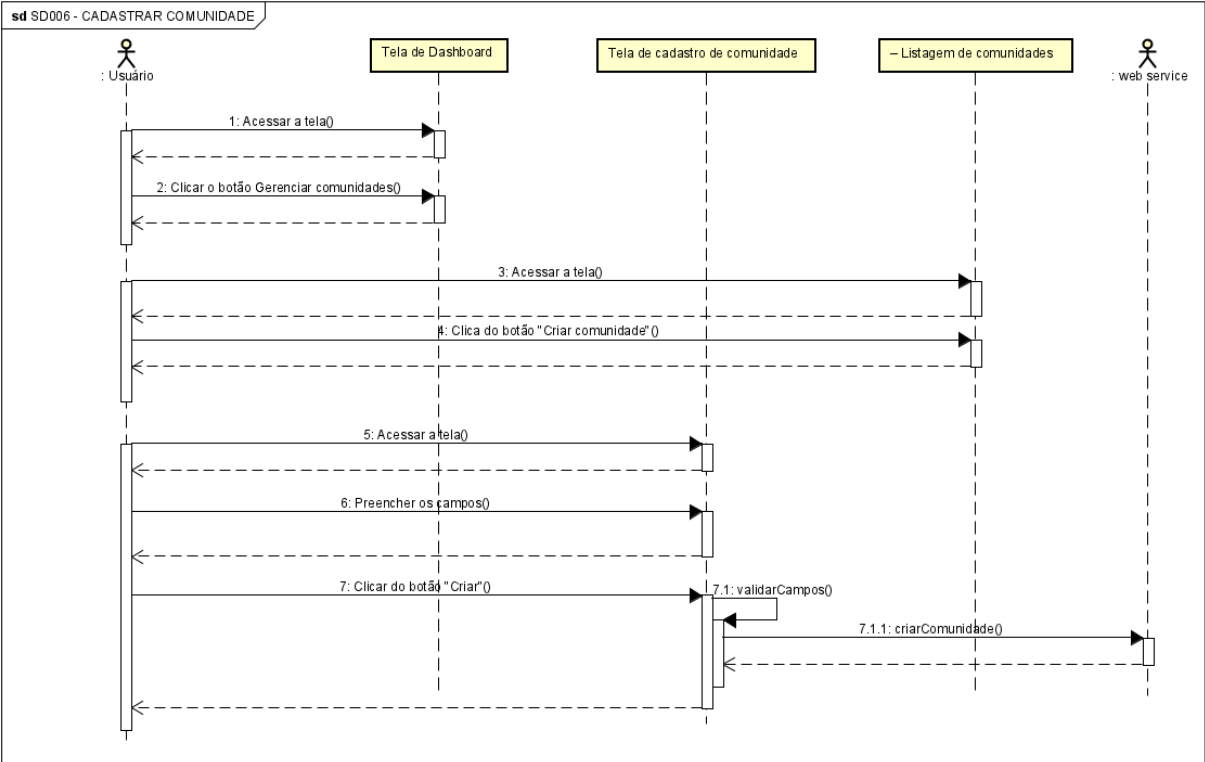 sd SD006 - CADASTRAR COMUNIDADE
: Usuário
Tela de Dashboard
Tela de cadastro de comunidade
– Listagem de comunidades
: web service
1: Acessar a tela()
2: Clicar o botão Gerenciar comunidades()
3: Acessar a tela()
4: Clica do botão "Criar comunidade"()
5: Acessar a tela()
6: Preencher os campos()
7: Clicar do botão "Criar"()
7.1: validarCampos()
7.1.1: criarComunidade()